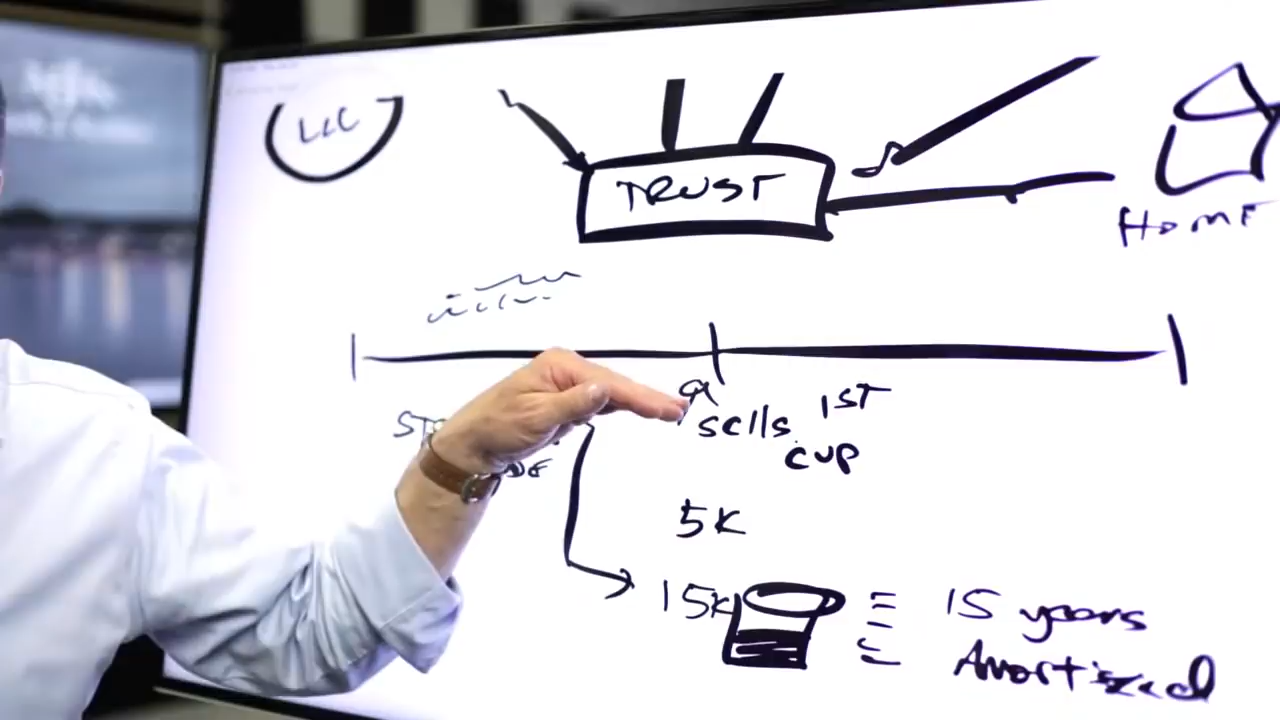 LLC
TRUST
HOME
sells 1ST
cup
5K
15K
15 years
Amortized